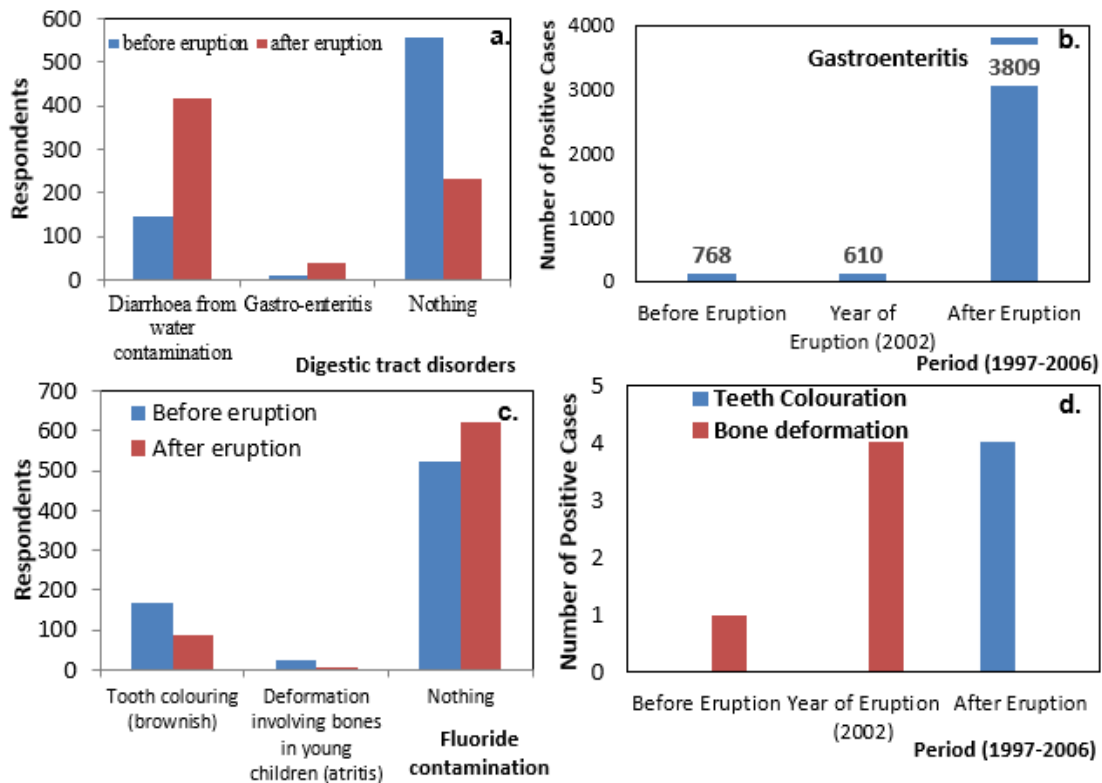 a.
before eruption
after eruption
Respondents
600
500
400
300
200
100
0
Diarrhoea from
water
contamination
Gastro-enteritis
Nothing
Digestic tract disorders
b.
Gastroenteritis
Number of Positive Cases
4000
3000
2000
1000
0
768
610
3809
Before Eruption
Year of
Eruption (2002)
After Eruption
Period (1997-2006)
c.
Before eruption
After eruption
Respondents
700
600
500
400
300
200
100
0
Tooth colouring
(brownish)
Deformation
involving bones
in young
children (atritis)
Nothing
Fluoride
contamination
d.
Teeth Colouration
Bone deformation
Number of Positive Cases
5
4
3
2
1
0
Before Eruption
Year of Eruption
(2002)
After Eruption
Period (1997-2006)